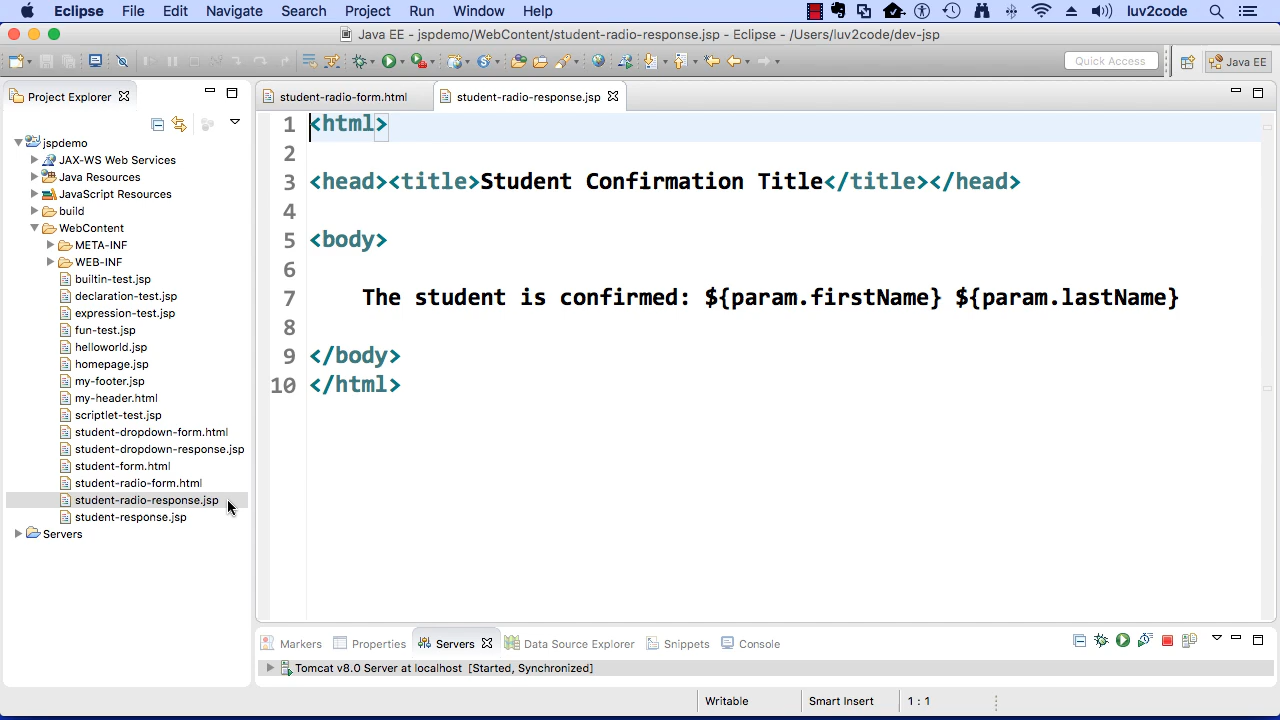 Eclipse File Edit Navigate Search Project Run Window Help luv2code
Java EE - jspdemo/WebContent/student-radio-response.jsp - Eclipse - /Users/luv2code/dev-jsp
Quick Access Java EE
Project Explorer
jspdemo
JAX-WS Web Services
Java Resources
JavaScript Resources
build
WebContent
META-INF
WEB-INF
builtin-test.jsp
declaration-test.jsp
expression-test.jsp
fun-test.jsp
helloworld.jsp
homepage.jsp
my-footer.jsp
my-header.html
scriptlet-test.jsp
student-dropdown-form.html
student-dropdown-response.jsp
student-form.html
student-radio-form.html
student-radio-response.jsp
student-response.jsp
Servers
student-radio-form.html student-radio-response.jsp
1 <html>
2
3 <head><title>Student Confirmation Title</title></head>
4
5 <body>
6
7 The student is confirmed: ${param.firstName} ${param.lastName}
8
9 </body>
10 </html>
Markers Properties Servers Data Source Explorer Snippets Console
Tomcat v8.0 Server at localhost [Started, Synchronized]
Writable Smart Insert 1 : 1